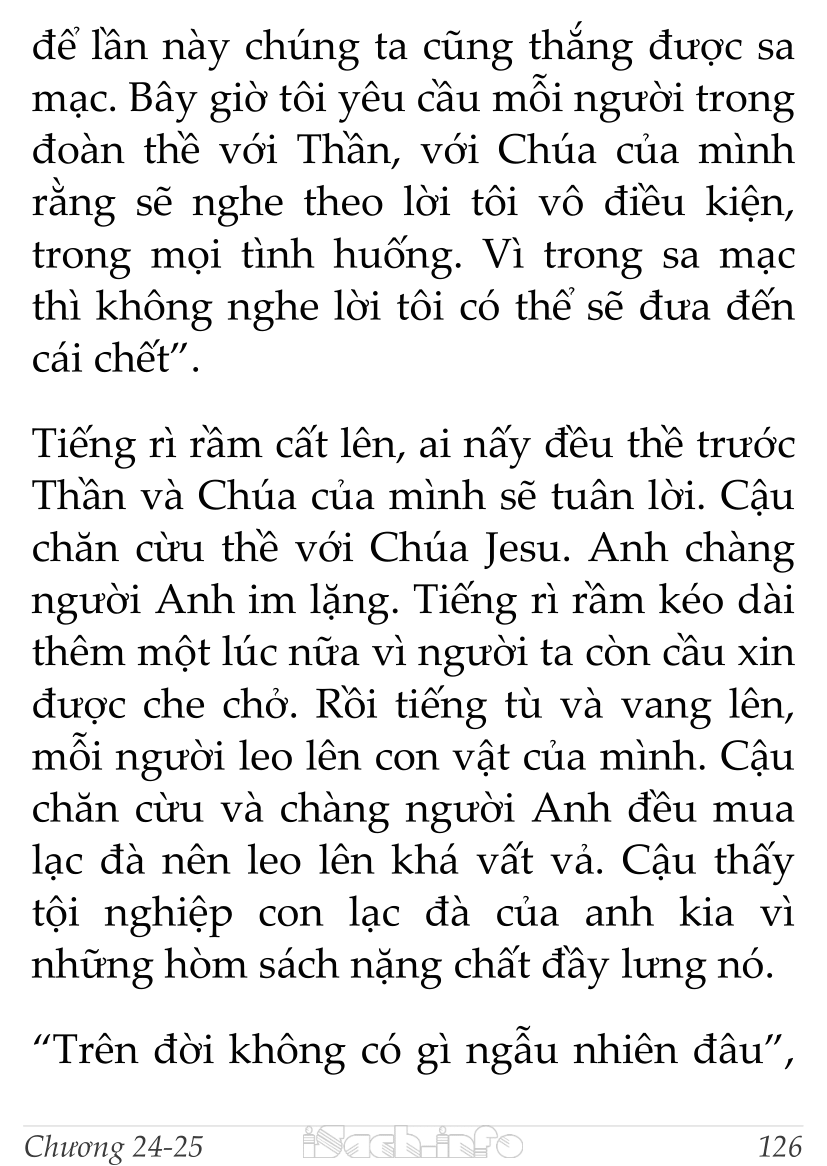 để lần này chúng ta cũng thắng được sa
mạc. Bây giờ tôi yêu cầu mỗi người trong
đoàn thề với Thần, với Chúa của mình
rằng sẽ nghe theo lời tôi vô điều kiện,
trong mọi tình huống. Vì trong sa mạc
thì không nghe lời tôi có thể sẽ đưa đến
cái chết”.
Tiếng rì rầm cất lên, ai nấy đều thề trước
Thần và Chúa của mình sẽ tuân lời. Cậu
chăn cừu thề với Chúa Jesu. Anh chàng
người Anh im lặng. Tiếng rì rầm kéo dài
thêm một lúc nữa vì người ta còn cầu xin
được che chở. Rồi tiếng tù và vang lên,
mỗi người leo lên con vật của mình. Cậu
chăn cừu và chàng người Anh đều mua
lạc đà nên leo lên khá vất vả. Cậu thấy
tội nghiệp con lạc đà của anh kia vì
những hòm sách nặng chất đầy lưng nó.
“Trên đời không có gì ngẫu nhiên đâu”,
Chương 24-25 iSach.info 126